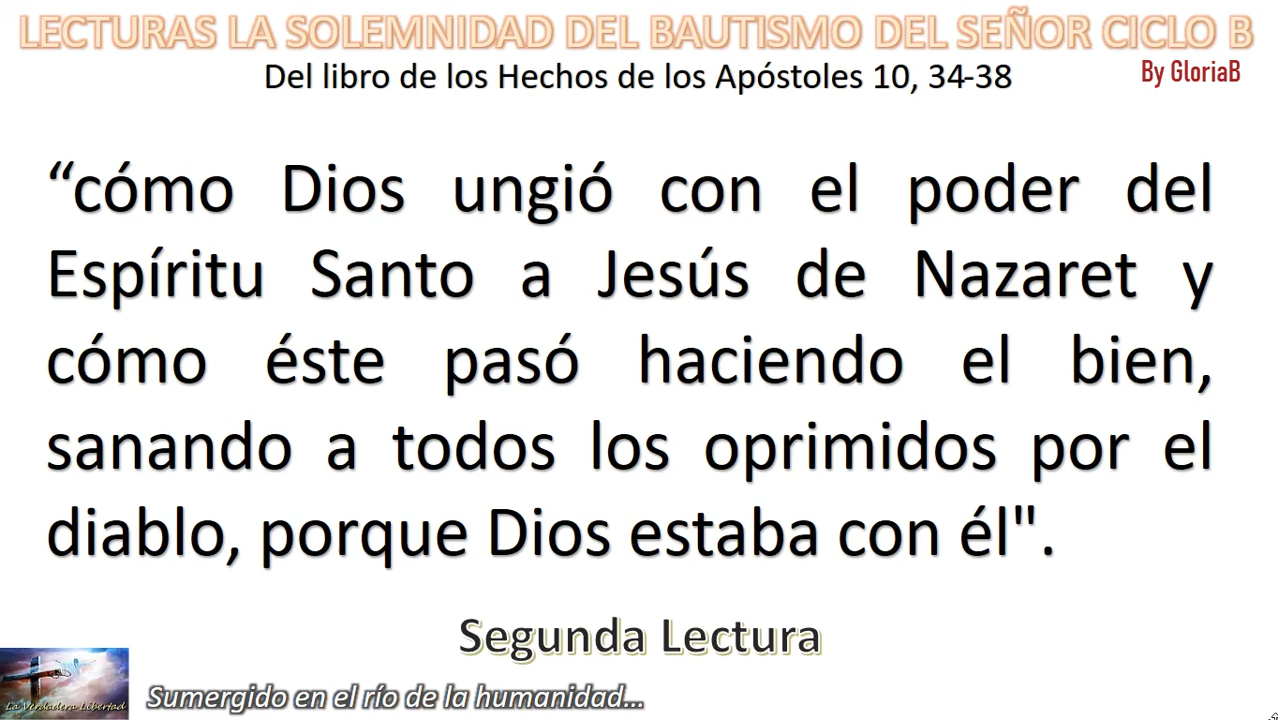 LECTURAS LA SOLEMNIDAD DEL BAUTISMO DEL SEÑOR CICLO B
Del libro de los Hechos de los Apóstoles 10, 34-38
By GloriaB
“cómo Dios ungió con el poder del
Espíritu Santo a Jesús de Nazaret y
cómo éste pasó haciendo el bien,
sanando a todos los oprimidos por el
diablo, porque Dios estaba con él".
Segunda Lectura
La Verdadera Libertad
Sumergido en el río de la humanidad...